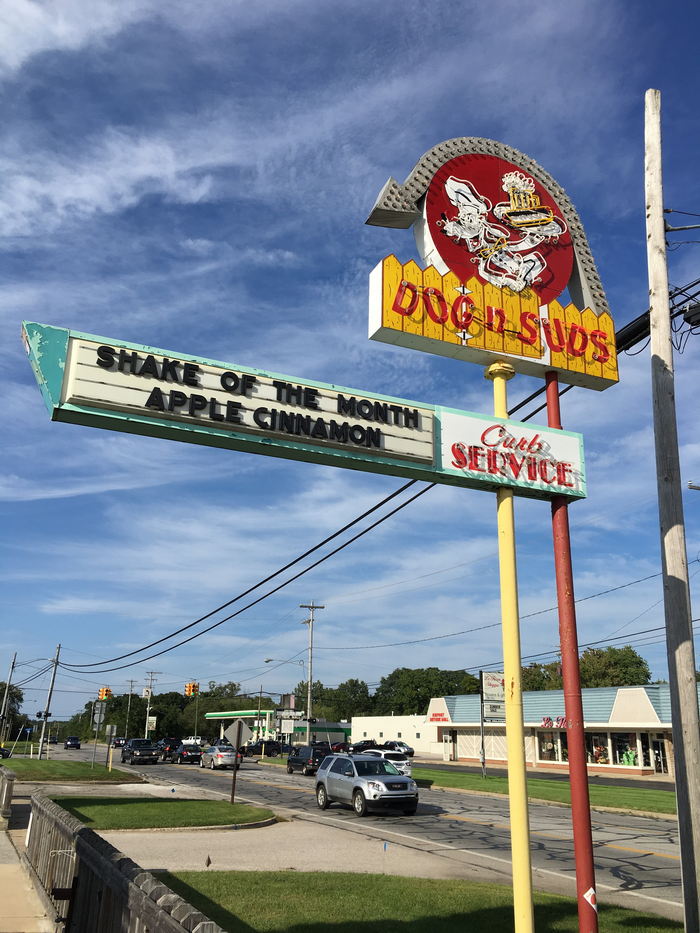 DOG n SUDS
SHAKE OF THE MONTH
APPLE CINNAMON
Curb
SERVICE